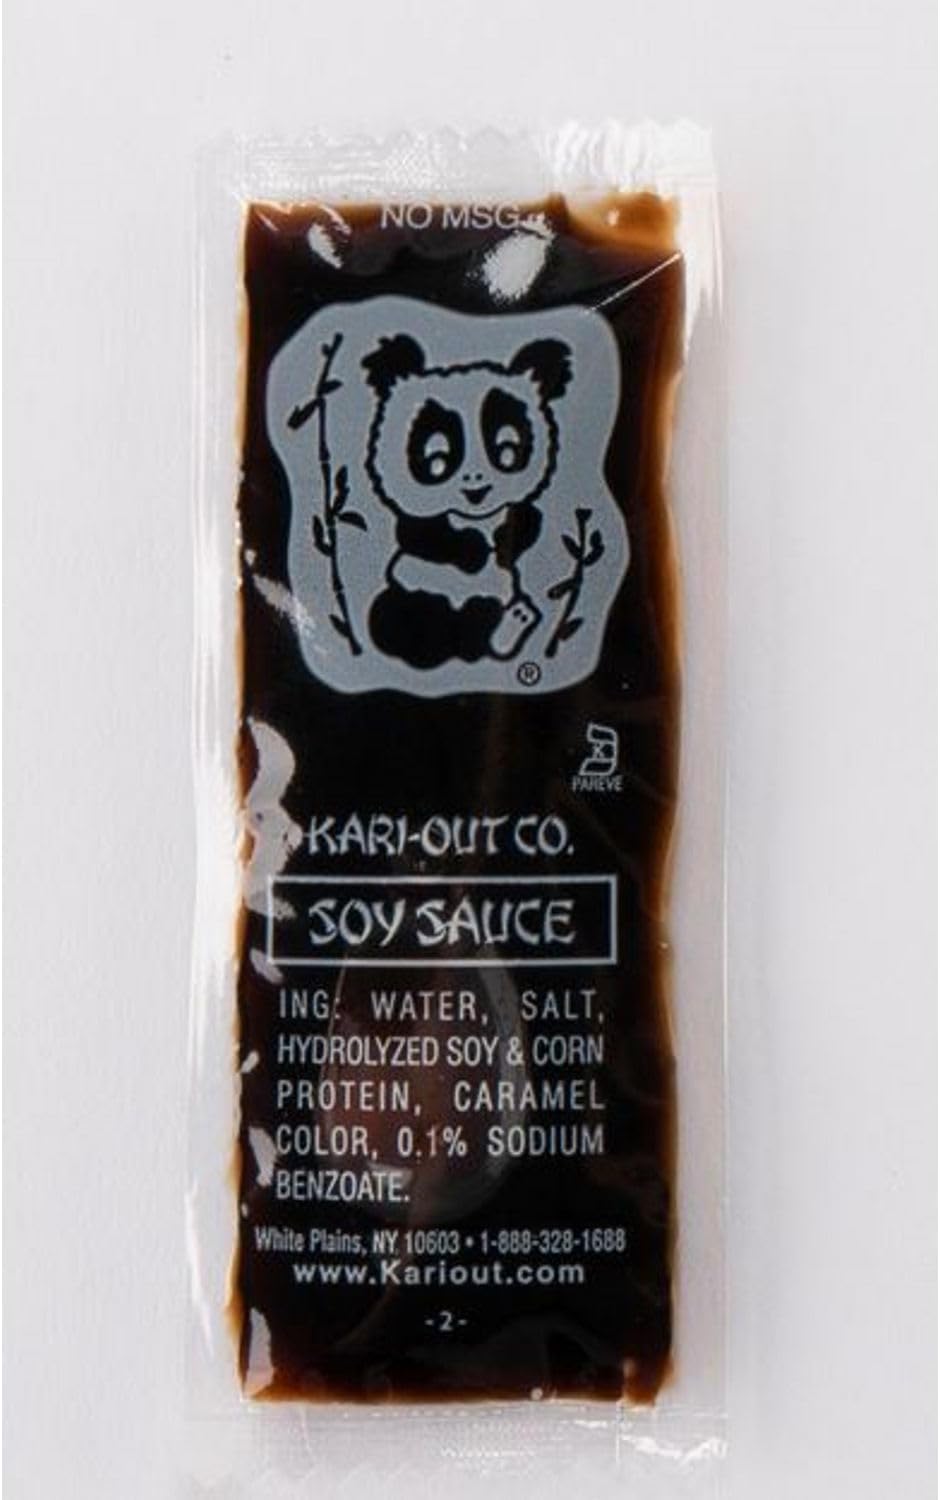 NO MSG
®
K
PAREVE
KARI-OUT CO.
SOY SAUCE
ING: WATER, SALT,
HYDROLYZED SOY & CORN
PROTEIN, CARAMEL
COLOR, 0.1% SODIUM
BENZOATE.
White Plains, NY 10603 • 1-888-328-1688
www.Kariout.com
-2-